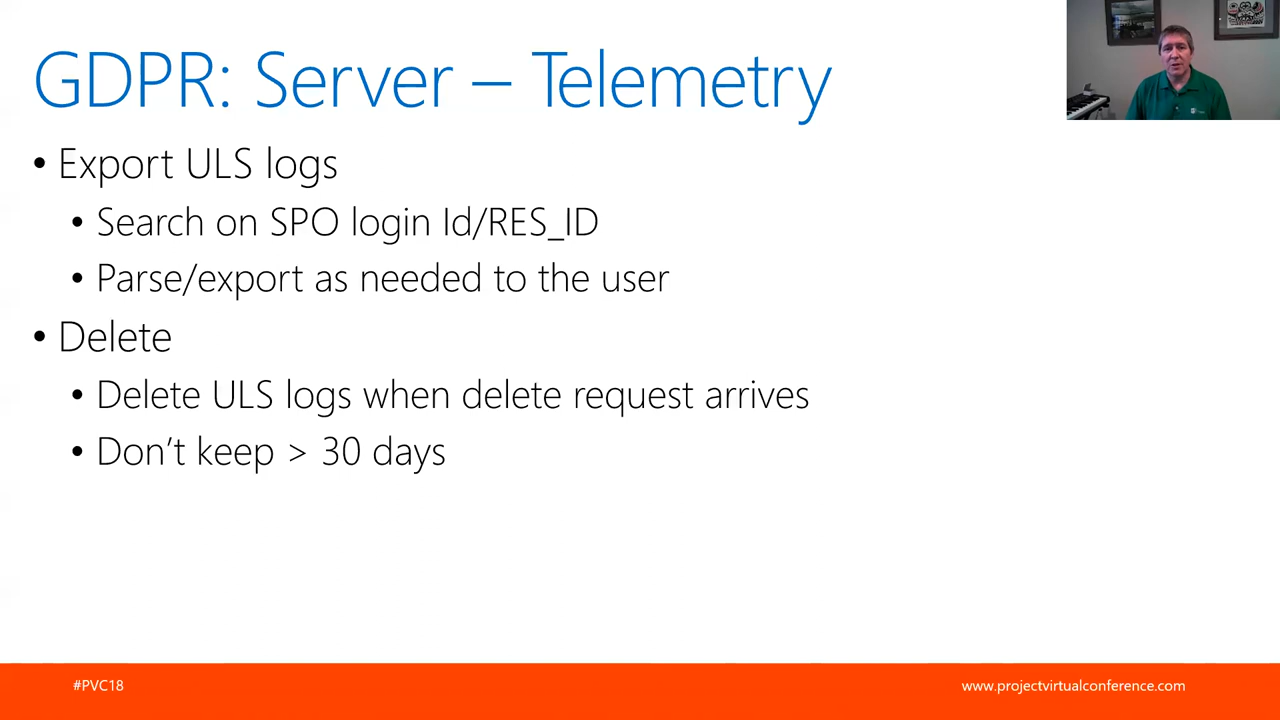 GDPR: Server – Telemetry
• Export ULS logs
• Search on SPO login Id/RES_ID
• Parse/export as needed to the user
• Delete
• Delete ULS logs when delete request arrives
• Don’t keep > 30 days
#PVC18
www.projectvirtualconference.com